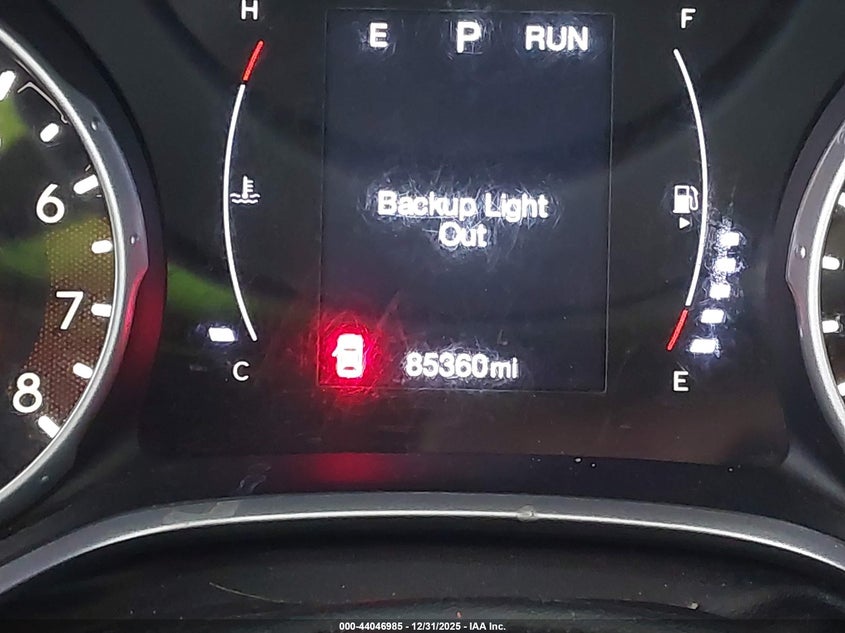 H
E P RUN
F
6
7
8
Backup Light
Out
C
85360mi
E
000-44046985 - 12/31/2025 - IAA Inc.